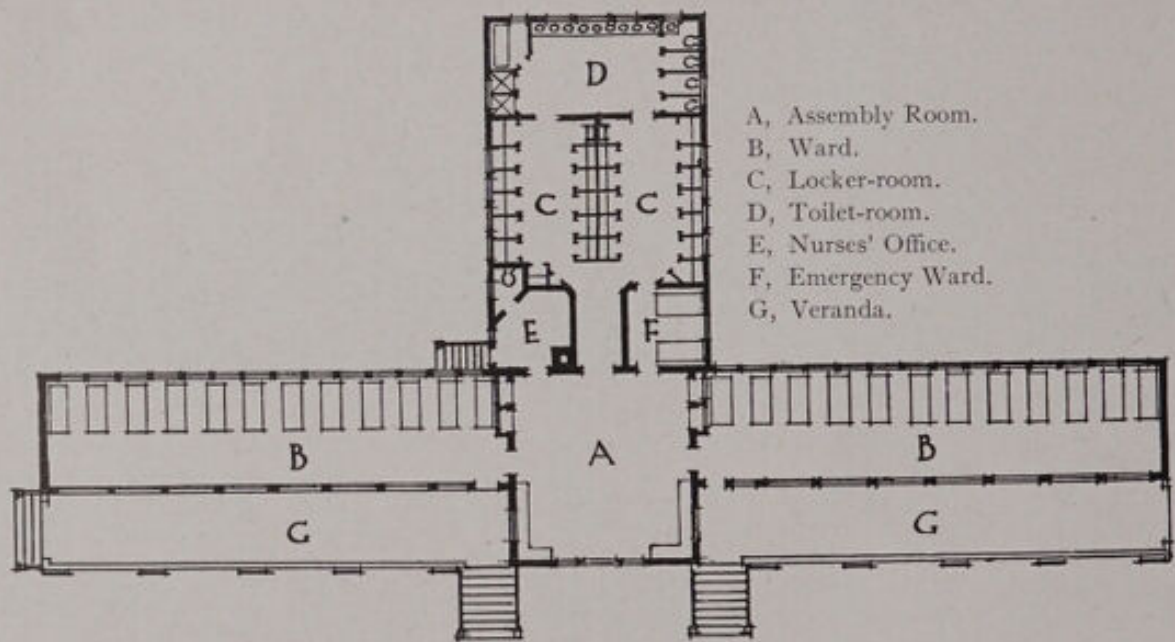 D
A, Assembly Room.
B, Ward.
C, Locker-room.
D, Toilet-room.
E, Nurses' Office.
F, Emergency Ward.
G, Veranda.
C C
E F
B A B
G G